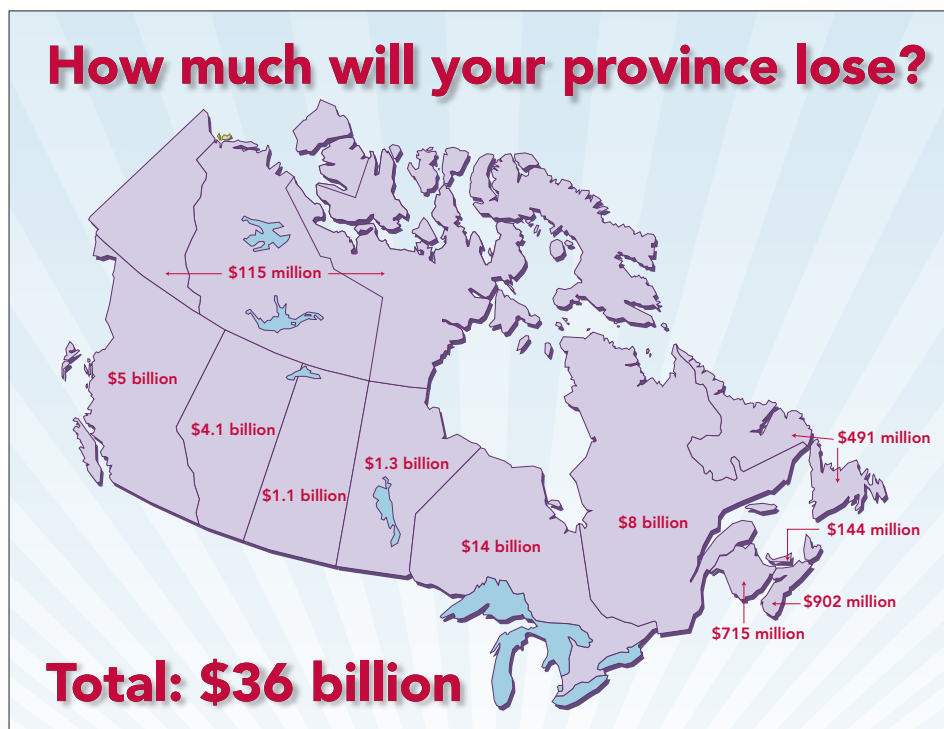 How much will your province lose?
$115 million
$5 billion
$4.1 billion
$1.1 billion
$1.3 billion
$14 billion
$8 billion
$491 million
$144 million
$902 million
$715 million
Total: $36 billion